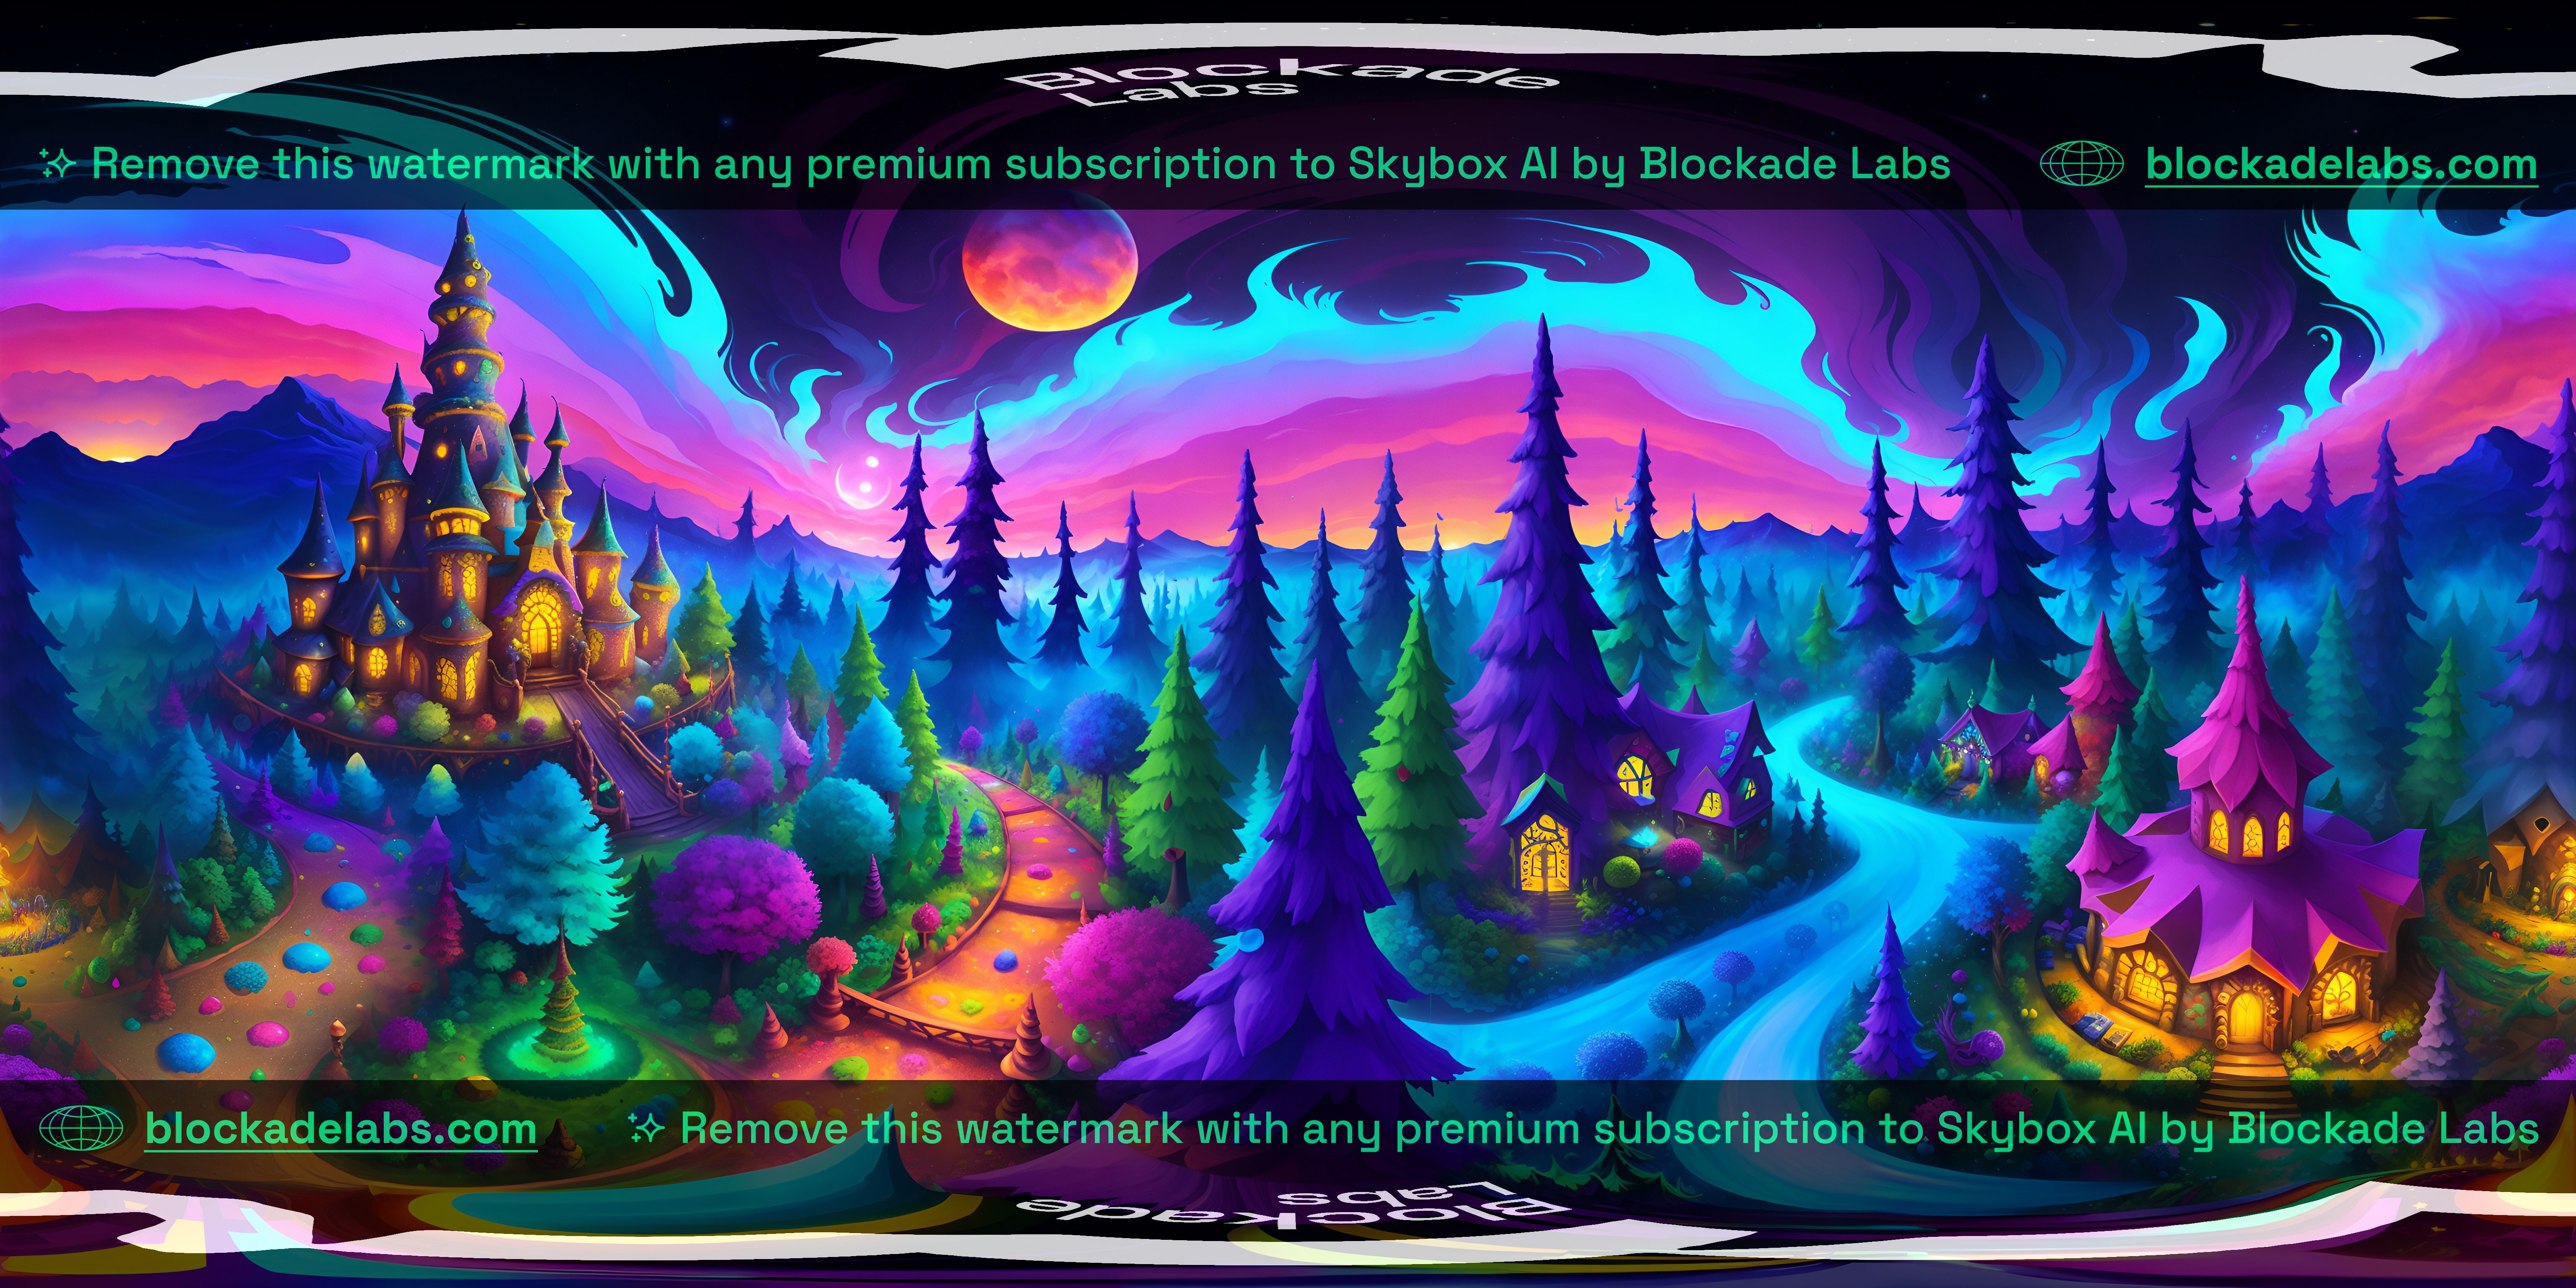 Blockade
Labs
Remove this watermark with any premium subscription to Skybox AI by Blockade Labs
blockadelabs.com
blockadelabs.com
Remove this watermark with any premium subscription to Skybox AI by Blockade Labs
Labs
Blockade